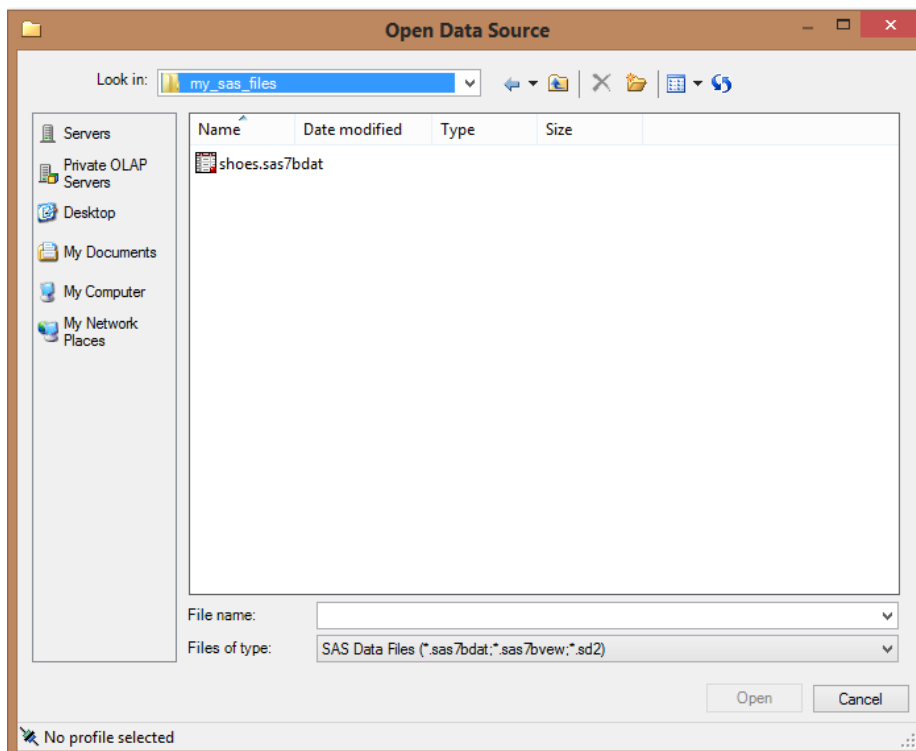 Open Data Source
Look in: my_sas_files
Servers
Private OLAP
Servers
Desktop
My Documents
My Computer
My Network
Places
Name Date modified Type Size
shoes.sas7bdat
File name:
Files of type: SAS Data Files (*.sas7bdat;*.sas7bvew;*.sd2)
Open Cancel
No profile selected